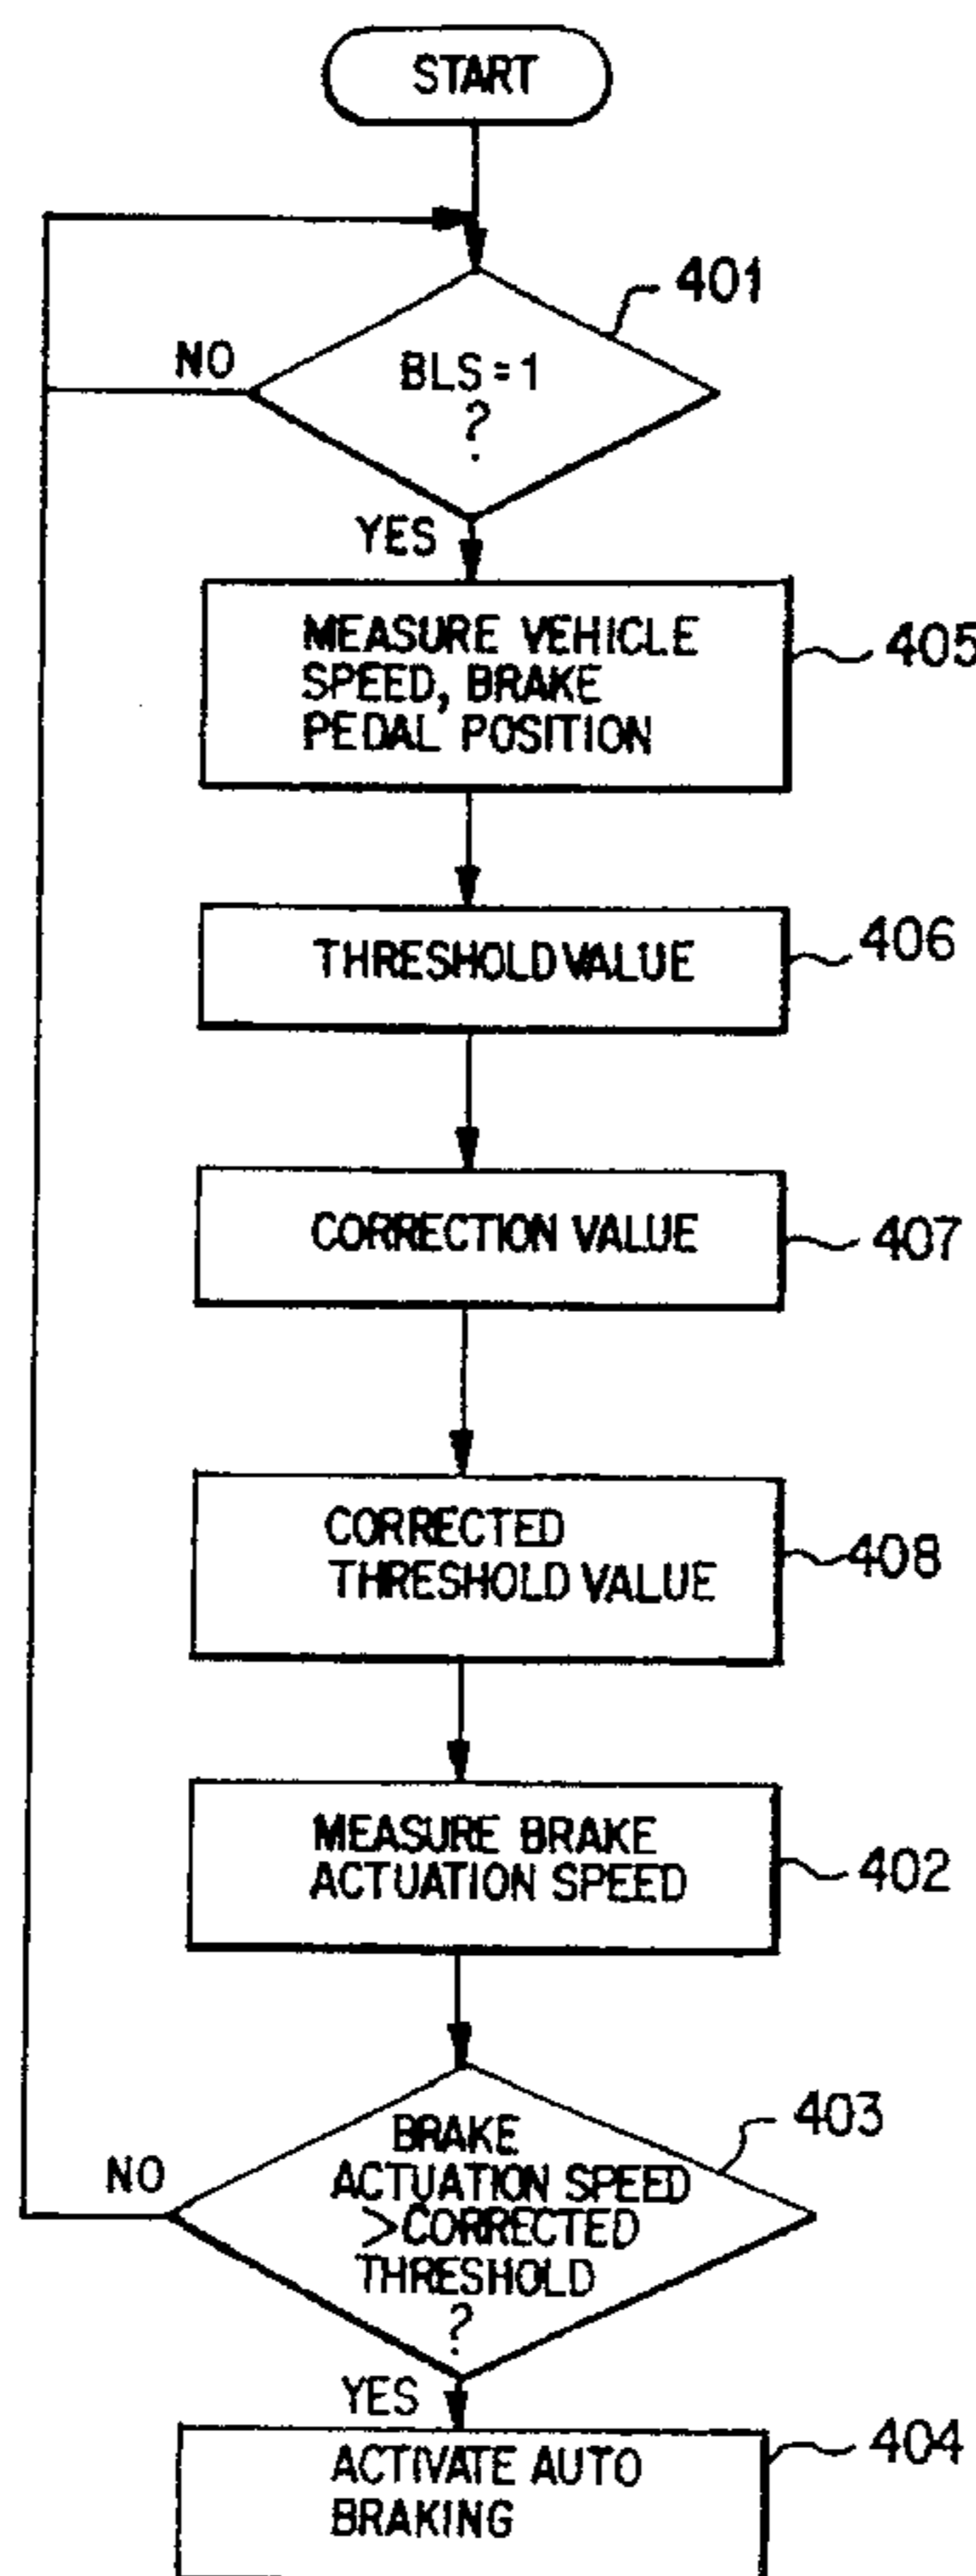 START
401
NO
BLS = 1
?
YES
MEASURE VEHICLE
SPEED, BRAKE
PEDAL POSITION
405
THRESHOLD VALUE
406
CORRECTION VALUE
407
CORRECTED
THRESHOLD VALUE
408
MEASURE BRAKE
ACTUATION SPEED
402
403
NO
BRAKE
ACTUATION SPEED
>CORRECTED
THRESHOLD
?
YES
ACTIVATE AUTO
BRAKING
404